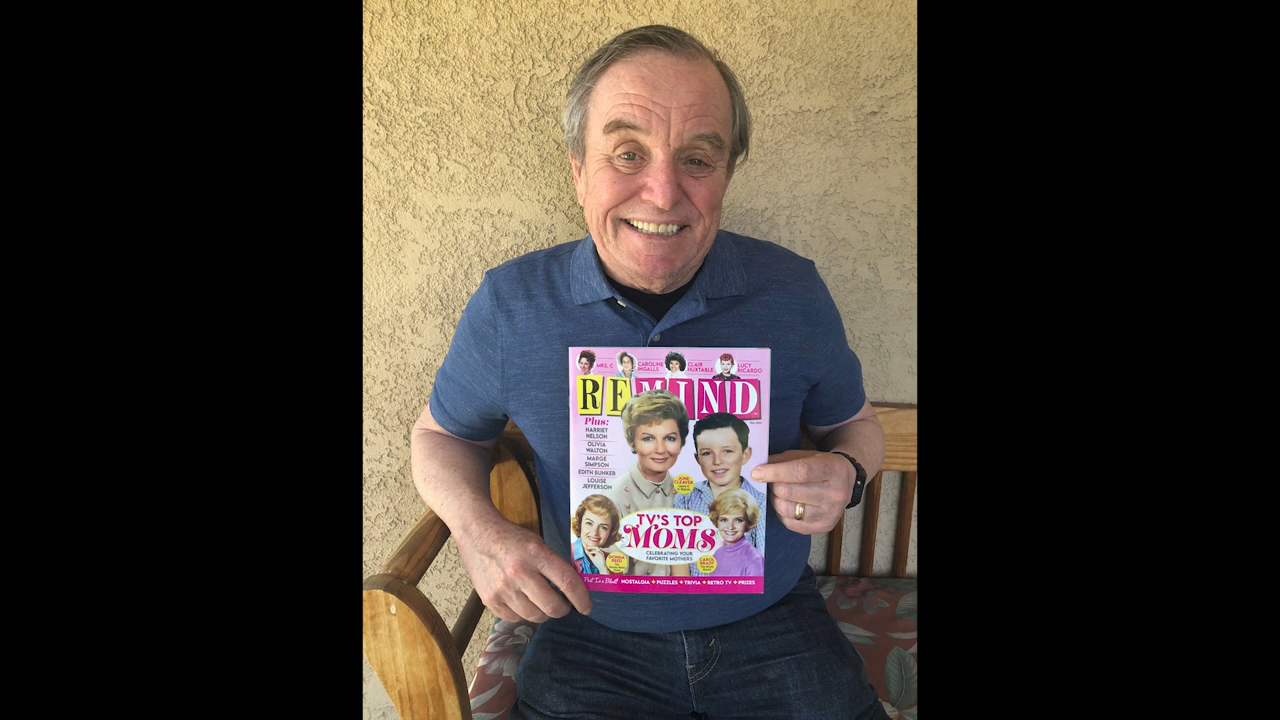 MRS. C
CAROLINE
INGALLS
CLAIR
HUXTABLE
LUCY
RICARDO
REMIND
Plus:
HARRIET
NELSON
OLIVIA
WALTON
MARGE
SIMPSON
EDITH BUNKER
LOUISE
JEFFERSON
JUNE
CLEAVER
TV'S TOP
MOMS
CELEBRATING YOUR
FAVORITE MOTHERS
DONNA
REED
CAROL
BRADY
NOSTALGIA + PUZZLES + TRIVIA + RETRO TV + PRIZES